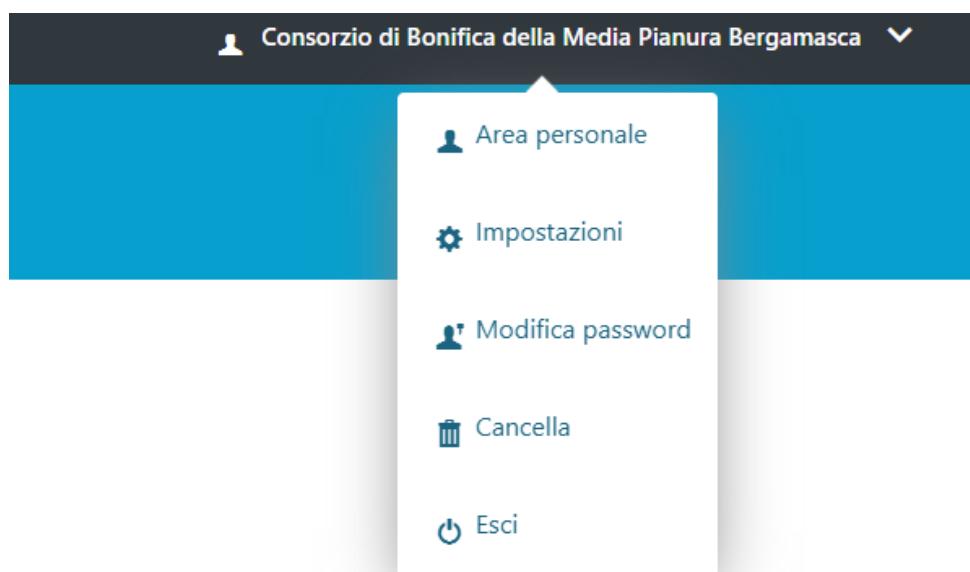 Consorzio di Bonifica della Media Pianura Bergamasca
Area personale
Impostazioni
Modifica password
Cancella
Esci